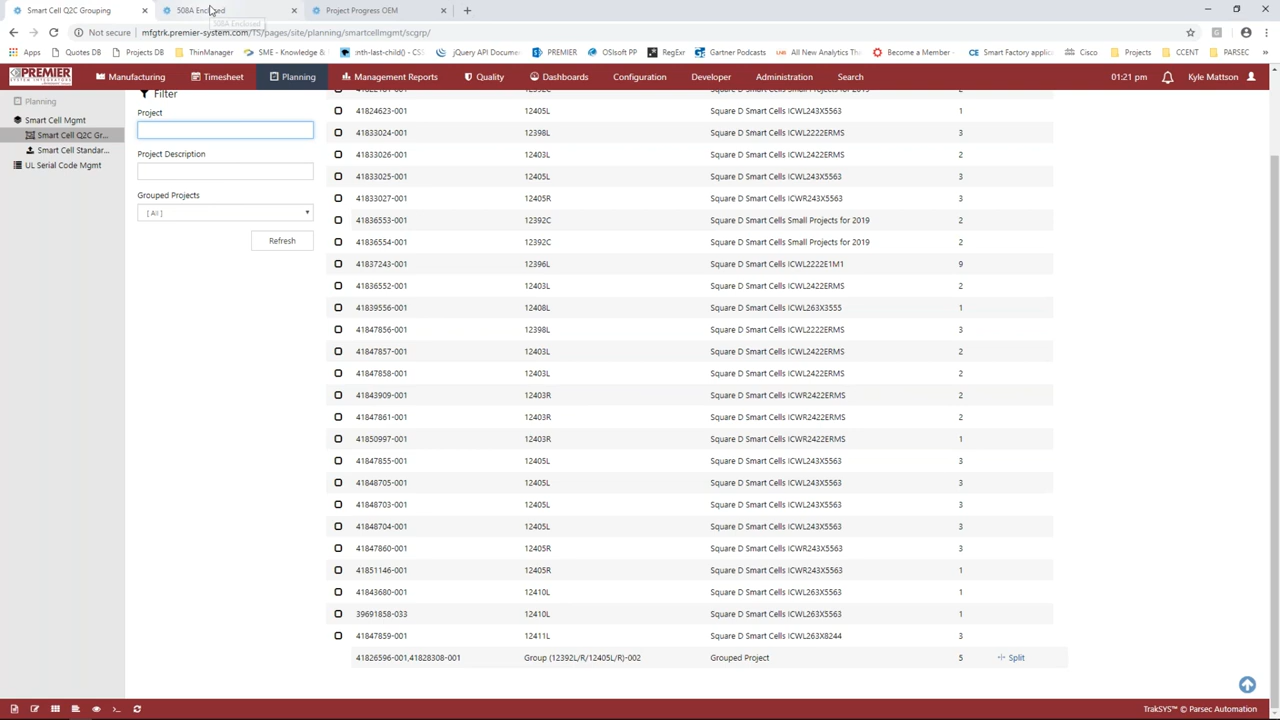 Smart Cell Q2C Grouping
508A Enclosed
Project Progress OEM
Not secure
mfgtrk.premier-system.com/TS/pages/site/planning/smartcellmgmt/scgrp/
508A Enclosed
Apps
Quotes DB
Projects DB
ThinManager
SME - Knowledge &
:nth-last-child() - CSS
jQuery API Docume
PREMIER
OSIsoft PP
RegExr
Gartner Podcasts
All New Analytics The
Become a Member -
Smart Factory applic
Cisco
Projects
CCENT
PARSEC
PREMIER
SYSTEM INTEGRATORS
Manufacturing
Timesheet
Planning
Management Reports
Quality
Dashboards
Configuration
Developer
Administration
Search
01:21 pm
Kyle Mattson
Planning
Smart Cell Mgmt
Smart Cell Q2C Gr...
Smart Cell Standar...
UL Serial Code Mgmt
Filter
Project
Project Description
Grouped Projects
[ All ]
Refresh
41824623-001 12405L Square D Smart Cells ICWL243X5563 1
41833024-001 12398L Square D Smart Cells ICWL2222ERMS 3
41833026-001 12403L Square D Smart Cells ICWL2422ERMS 2
41833025-001 12405L Square D Smart Cells ICWL243X5563 3
41833027-001 12405R Square D Smart Cells ICWR243X5563 3
41836553-001 12392C Square D Smart Cells Small Projects for 2019 2
41836554-001 12392C Square D Smart Cells Small Projects for 2019 2
41837243-001 12396L Square D Smart Cells ICWL2222E1M1 9
41836552-001 12403L Square D Smart Cells ICWL2422ERMS 2
41839556-001 12408L Square D Smart Cells ICWL263X3555 1
41847856-001 12398L Square D Smart Cells ICWL2222ERMS 3
41847857-001 12403L Square D Smart Cells ICWL2422ERMS 2
41847858-001 12403L Square D Smart Cells ICWL2422ERMS 2
41843909-001 12403R Square D Smart Cells ICWR2422ERMS 2
41847861-001 12403R Square D Smart Cells ICWR2422ERMS 2
41850997-001 12403R Square D Smart Cells ICWR2422ERMS 1
41847855-001 12405L Square D Smart Cells ICWL243X5563 3
41848705-001 12405L Square D Smart Cells ICWL243X5563 3
41848703-001 12405L Square D Smart Cells ICWL243X5563 3
41848704-001 12405L Square D Smart Cells ICWL243X5563 3
41847860-001 12405R Square D Smart Cells ICWR243X5563 3
41851146-001 12405R Square D Smart Cells ICWR243X5563 1
41843680-001 12410L Square D Smart Cells ICWL263X5563 1
39691858-033 12410L Square D Smart Cells ICWL263X5563 1
41847859-001 12411L Square D Smart Cells ICWL263X8244 3
41826596-001,41828308-001 Group (12392L/R/12405L/R)-002 Grouped Project 5 Split
TrakSYS™ © Parsec Automation